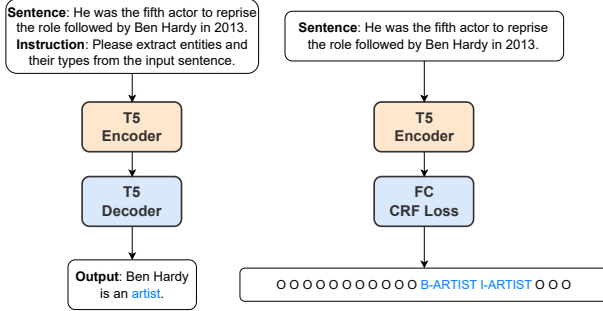 Sentence: He was the fifth actor to reprise
the role followed by Ben Hardy in 2013.
Instruction: Please extract entities and
their types from the input sentence.
T5
Encoder
T5
Decoder
Output: Ben Hardy
is an artist.
Sentence: He was the fifth actor to reprise
the role followed by Ben Hardy in 2013.
T5
Encoder
FC
CRF Loss
O O O O O O O O O O O B-ARTIST I-ARTIST O O O